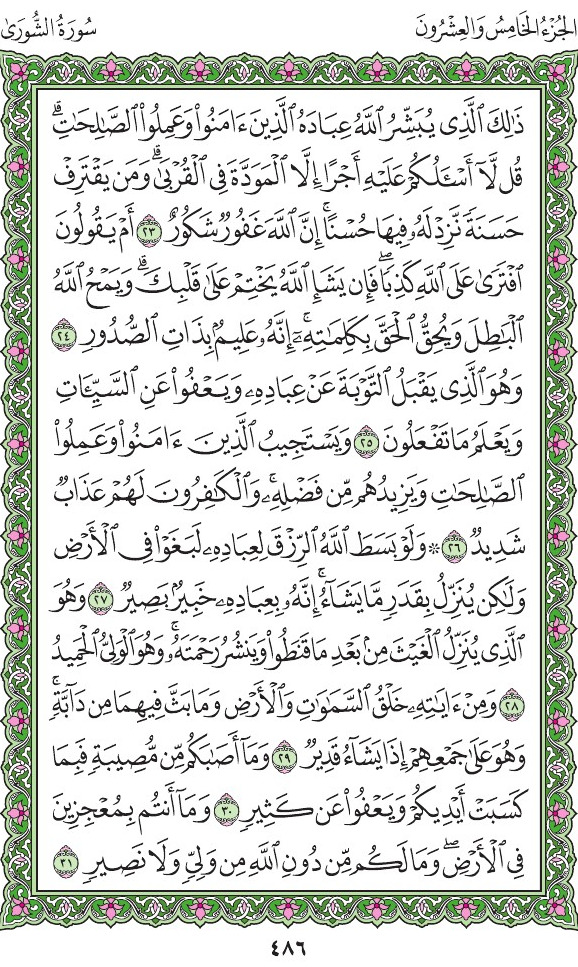 الجُزْءُ الخَامِسُ وَالعِشْرُونَ
سُورَةُ الشُّورَىٰ
ذَٰلِكَ ٱلَّذِى يُبَشِّرُ ٱللَّهُ عِبَادَهُ ٱلَّذِينَ ءَامَنُوا۟ وَعَمِلُوا۟ ٱلصَّٰلِحَٰتِ ۗ
قُل لَّآ أَسْـَٔلُكُمْ عَلَيْهِ أَجْرًا إِلَّا ٱلْمَوَدَّةَ فِى ٱلْقُرْبَىٰ ۗ وَمَن يَقْتَرِفْ
حَسَنَةً نَّزِدْ لَهُۥ فِيهَا حُسْنًا ۚ إِنَّ ٱللَّهَ غَفُورٌ شَكُورٌ ٢٣ أَمْ يَقُولُونَ
ٱفْتَرَىٰ عَلَى ٱللَّهِ كَذِبًا ۖ فَإِن يَشَإِ ٱللَّهُ يَخْتِمْ عَلَىٰ قَلْبِكَ ۗ وَيَمْحُ ٱللَّهُ
ٱلْبَٰطِلَ وَيُحِقُّ ٱلْحَقَّ بِكَلِمَٰتِهِۦٓ ۚ إِنَّهُۥ عَلِيمٌۢ بِذَاتِ ٱلصُّدُورِ ٢٤
وَهُوَ ٱلَّذِى يَقْبَلُ ٱلتَّوْبَةَ عَنْ عِبَادِهِۦ وَيَعْفُوا۟ عَنِ ٱلسَّيِّـَٔاتِ
وَيَعْلَمُ مَا تَفْعَلُونَ ٢٥ وَيَسْتَجِيبُ ٱلَّذِينَ ءَامَنُوا۟ وَعَمِلُوا۟
ٱلصَّٰلِحَٰتِ وَيَزِيدُهُم مِّن فَضْلِهِۦ ۚ وَٱلْكَٰفِرُونَ لَهُمْ عَذَابٌ
شَدِيدٌ ٢٦ ۞ وَلَوْ بَسَطَ ٱللَّهُ ٱلرِّزْقَ لِعِبَادِهِۦ لَبَغَوْا۟ فِى ٱلْأَرْضِ
وَلَٰكِن يُنَزِّلُ بِقَدَرٍ مَّا يَشَآءُ ۚ إِنَّهُۥ بِعِبَادِهِۦ خَبِيرٌۢ بَصِيرٌ ٢٧ وَهُوَ
ٱلَّذِى يُنَزِّلُ ٱلْغَيْثَ مِنۢ بَعْدِ مَا قَنَطُوا۟ وَيَنشُرُ رَحْمَتَهُۥ ۚ وَهُوَ ٱلْوَلِىُّ ٱلْحَمِيدُ
٢٨ وَمِنْ ءَايَٰتِهِۦ خَلْقُ ٱلسَّمَٰوَٰتِ وَٱلْأَرْضِ وَمَا بَثَّ فِيهِمَا مِن دَآبَّةٍ ۚ
وَهُوَ عَلَىٰ جَمْعِهِمْ إِذَا يَشَآءُ قَدِيرٌ ٢٩ وَمَآ أَصَٰبَكُم مِّن مُّصِيبَةٍ فَبِمَا
كَسَبَتْ أَيْدِيكُمْ وَيَعْفُوا۟ عَن كَثِيرٍ ٣٠ وَمَآ أَنتُم بِمُعْجِزِينَ
فِى ٱلْأَرْضِ ۖ وَمَا لَكُم مِّن دُونِ ٱللَّهِ مِن وَلِىٍّ وَلَا نَصِيرٍ ٣١
٤٨٦